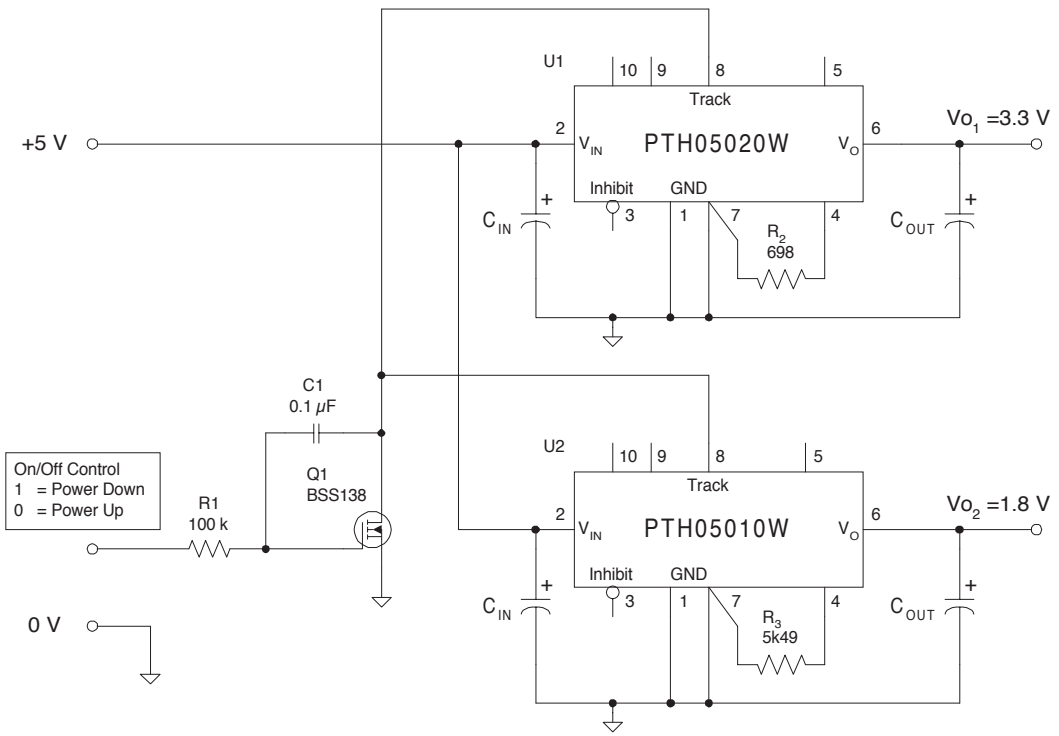 U1
10
9
8
5
Track
+5 V
2
V_IN
PTH05020W
V_O
6
Vo_1 =3.3 V
Inhibit
GND
3
1
7
4
+
C_IN
R_2
698
+
C_OUT
C1
0.1 µF
U2
10
9
8
5
Track
On/Off Control
1 = Power Down
0 = Power Up
R1
100 k
Q1
BSS138
2
V_IN
PTH05010W
V_O
6
Vo_2 =1.8 V
Inhibit
GND
3
1
7
4
+
C_IN
R_3
5k49
+
C_OUT
0 V